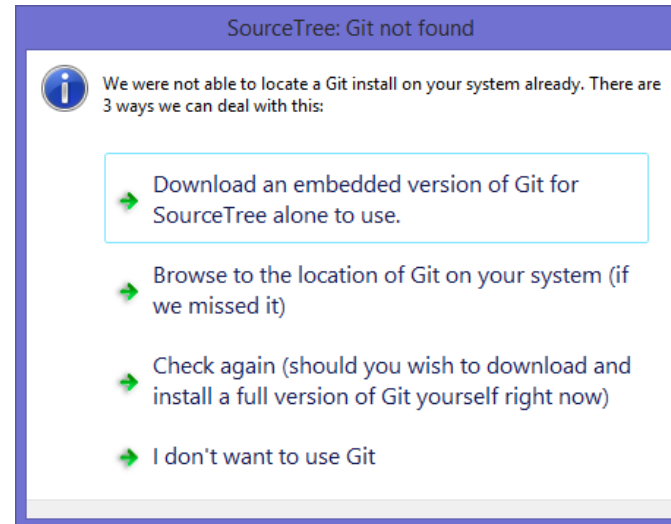 SourceTree: Git not found
We were not able to locate a Git install on your system already. There are
3 ways we can deal with this:
Download an embedded version of Git for
SourceTree alone to use.
Browse to the location of Git on your system (if
we missed it)
Check again (should you wish to download and
install a full version of Git yourself right now)
I don't want to use Git